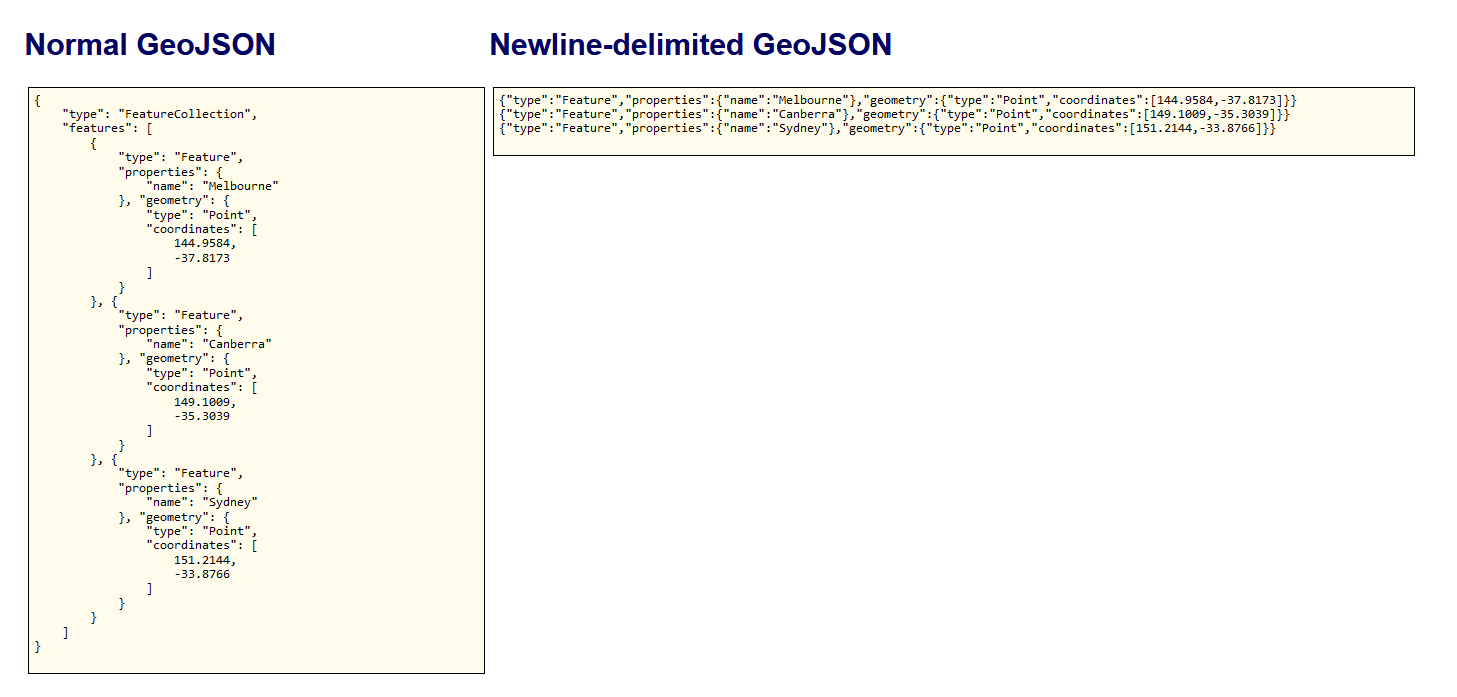 Normal GeoJSON
{
    "type": "FeatureCollection",
    "features": [
        {
            "type": "Feature",
            "properties": {
                "name": "Melbourne"
            }, "geometry": {
                "type": "Point",
                "coordinates": [
                    144.9584,
                    -37.8173
                ]
            }
        }, {
            "type": "Feature",
            "properties": {
                "name": "Canberra"
            }, "geometry": {
                "type": "Point",
                "coordinates": [
                    149.1009,
                    -35.3039
                ]
            }
        }, {
            "type": "Feature",
            "properties": {
                "name": "Sydney"
            }, "geometry": {
                "type": "Point",
                "coordinates": [
                    151.2144,
                    -33.8766
                ]
            }
        }
    ]
}
Newline-delimited GeoJSON
{"type":"Feature","properties":{"name":"Melbourne"},"geometry":{"type":"Point","coordinates":[144.9584,-37.8173]}}
{"type":"Feature","properties":{"name":"Canberra"},"geometry":{"type":"Point","coordinates":[149.1009,-35.3039]}}
{"type":"Feature","properties":{"name":"Sydney"},"geometry":{"type":"Point","coordinates":[151.2144,-33.8766]}}